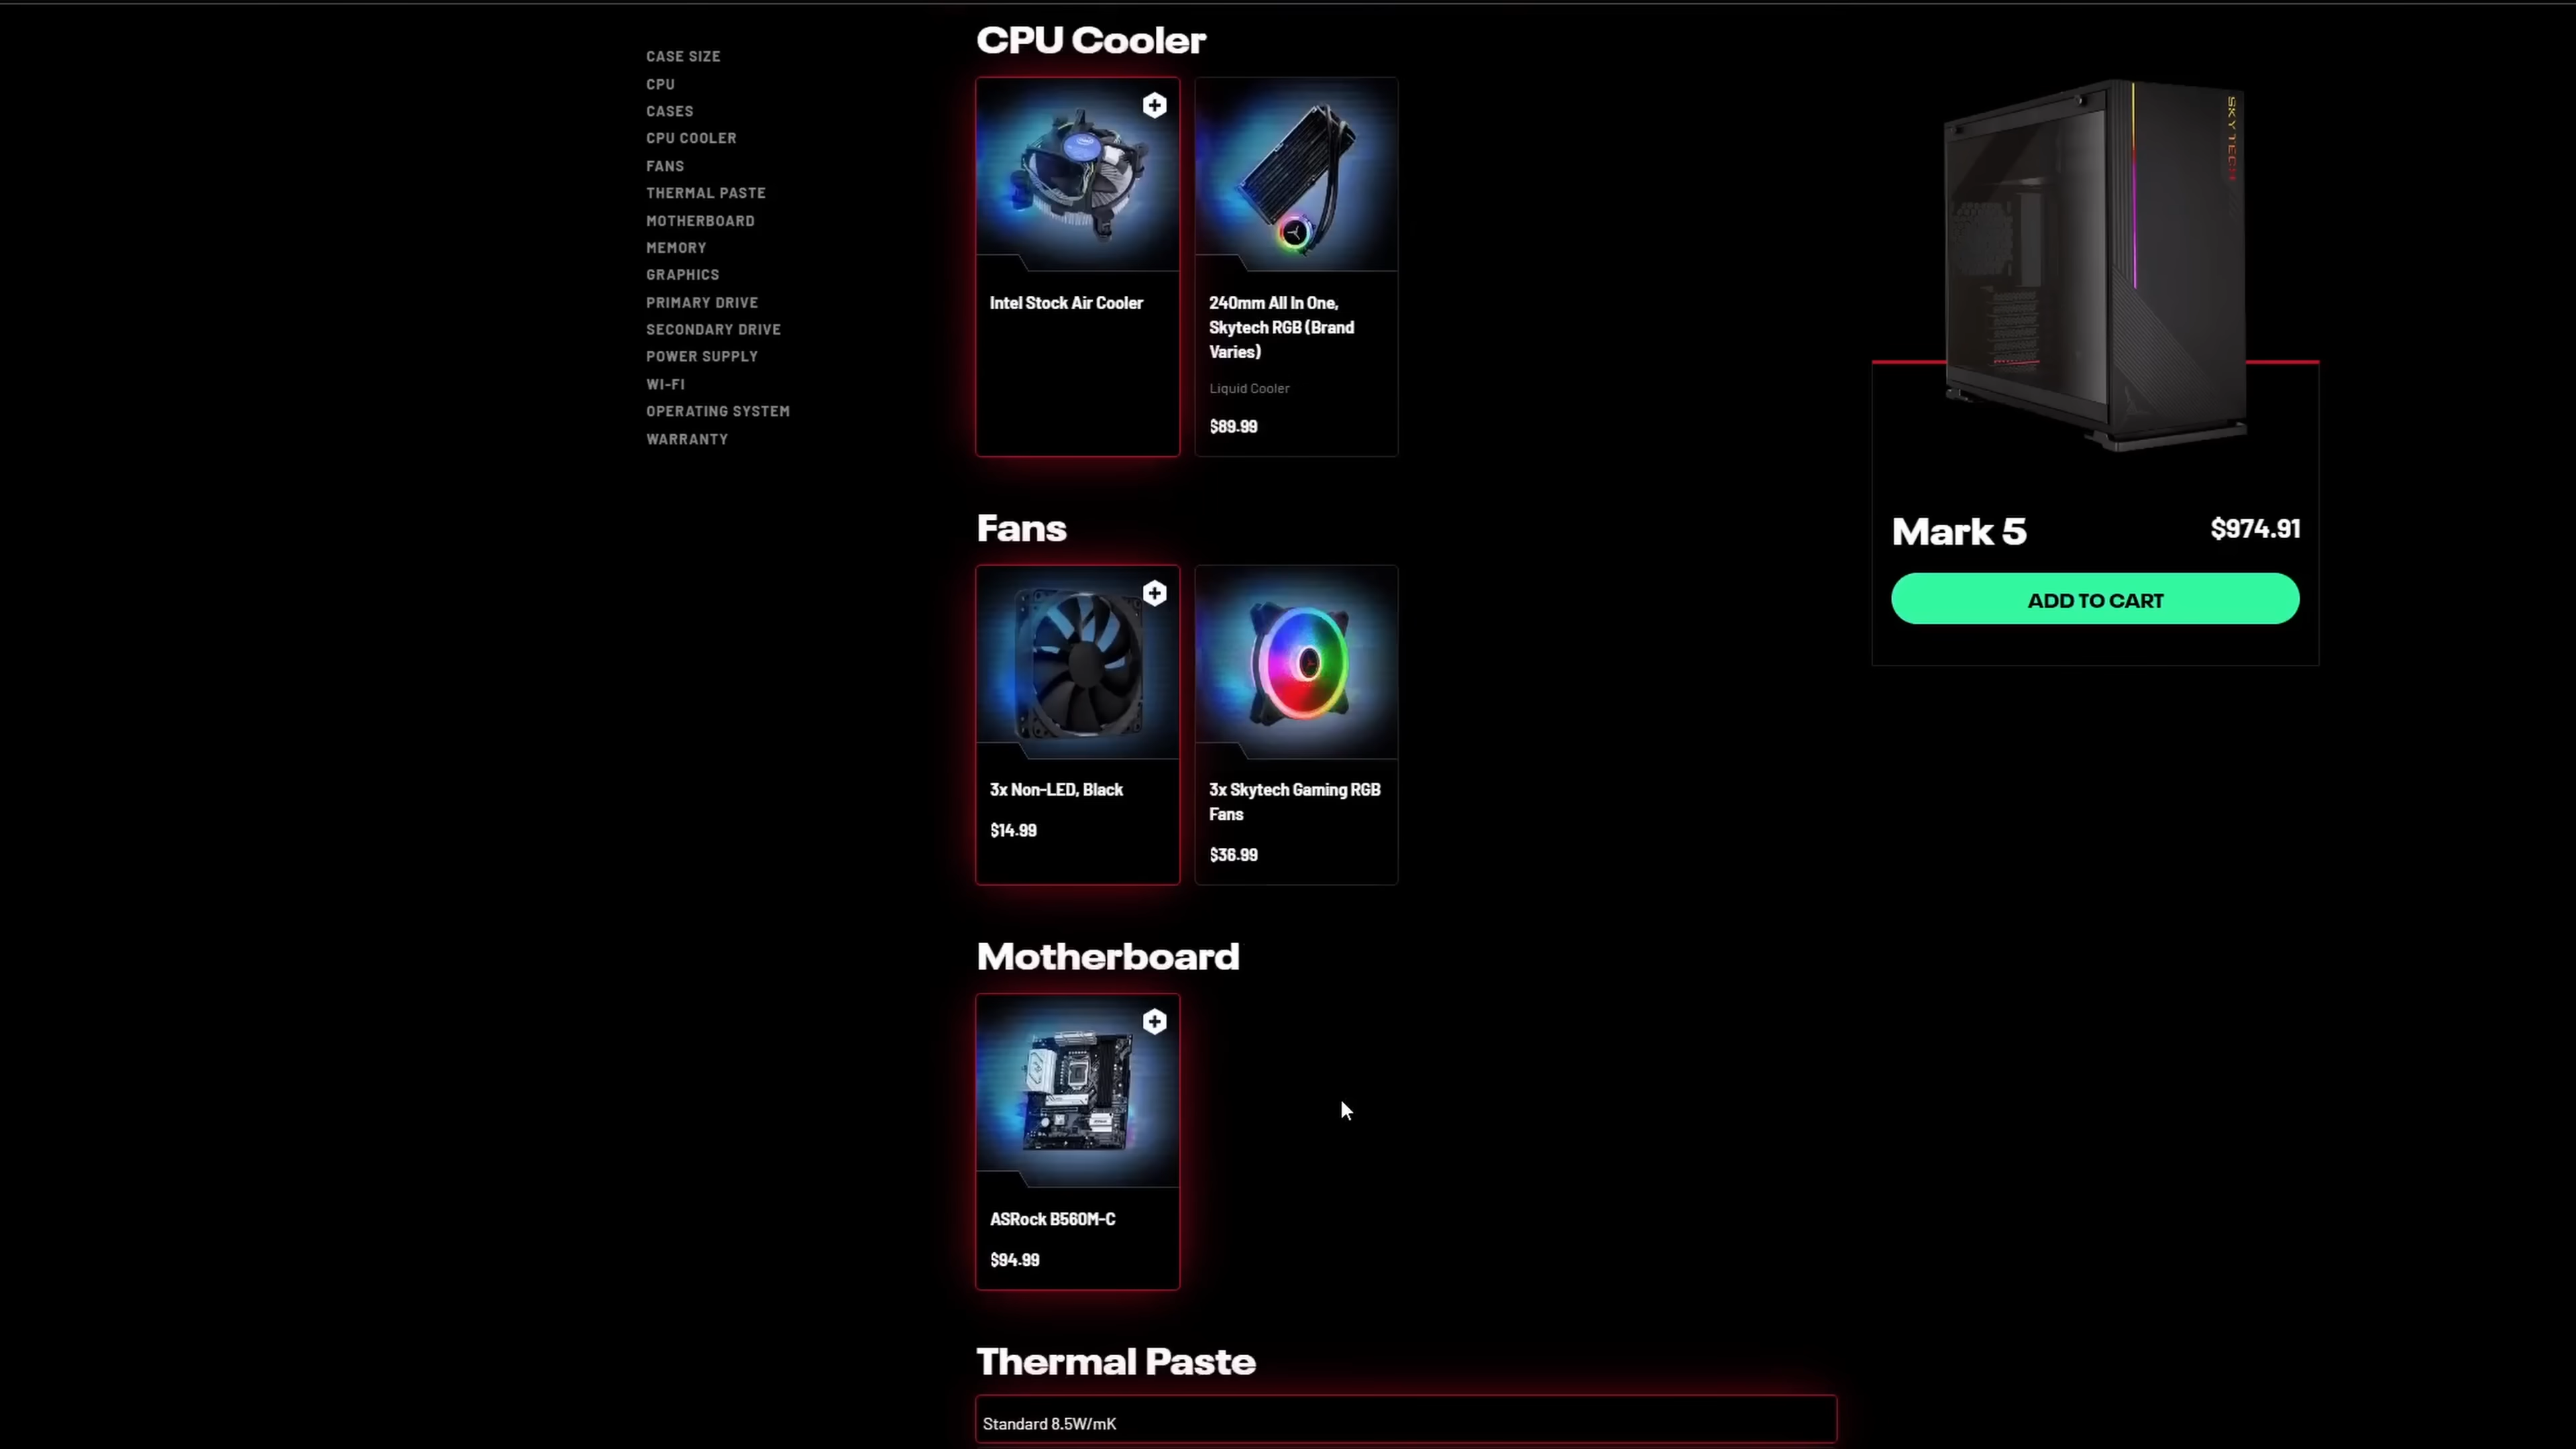 CASE SIZE
CPU
CASES
CPU COOLER
FANS
THERMAL PASTE
MOTHERBOARD
MEMORY
GRAPHICS
PRIMARY DRIVE
SECONDARY DRIVE
POWER SUPPLY
WI-FI
OPERATING SYSTEM
WARRANTY
CPU Cooler
Intel Stock Air Cooler
240mm All In One,
Skytech RGB (Brand
Varies)
Liquid Cooler
$89.99
Fans
3x Non-LED, Black
$14.99
3x Skytech Gaming RGB
Fans
$36.99
Motherboard
ASRock B560M-C
$94.99
Thermal Paste
Standard 8.5W/mK
SKYTECH
Mark 5
$974.91
ADD TO CART